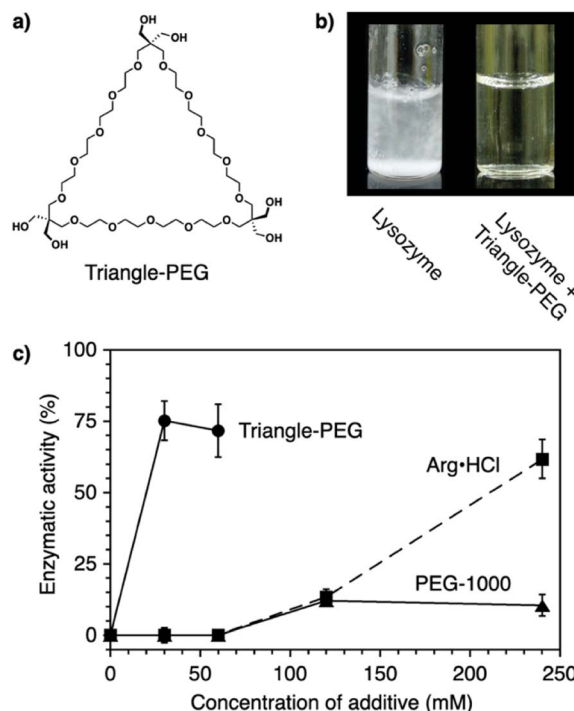 a)
OH
OH
O O
O O
O O
O O
O O
HO O O O O O OH
OH OH
Triangle-PEG
b)
Lysozyme
Lysozyme +
Triangle-PEG
c)
100
75
50
25
0
Enzymatic activity (%)
Triangle-PEG
Arg•HCl
PEG-1000
0 50 100 150 200 250
Concentration of additive (mM)